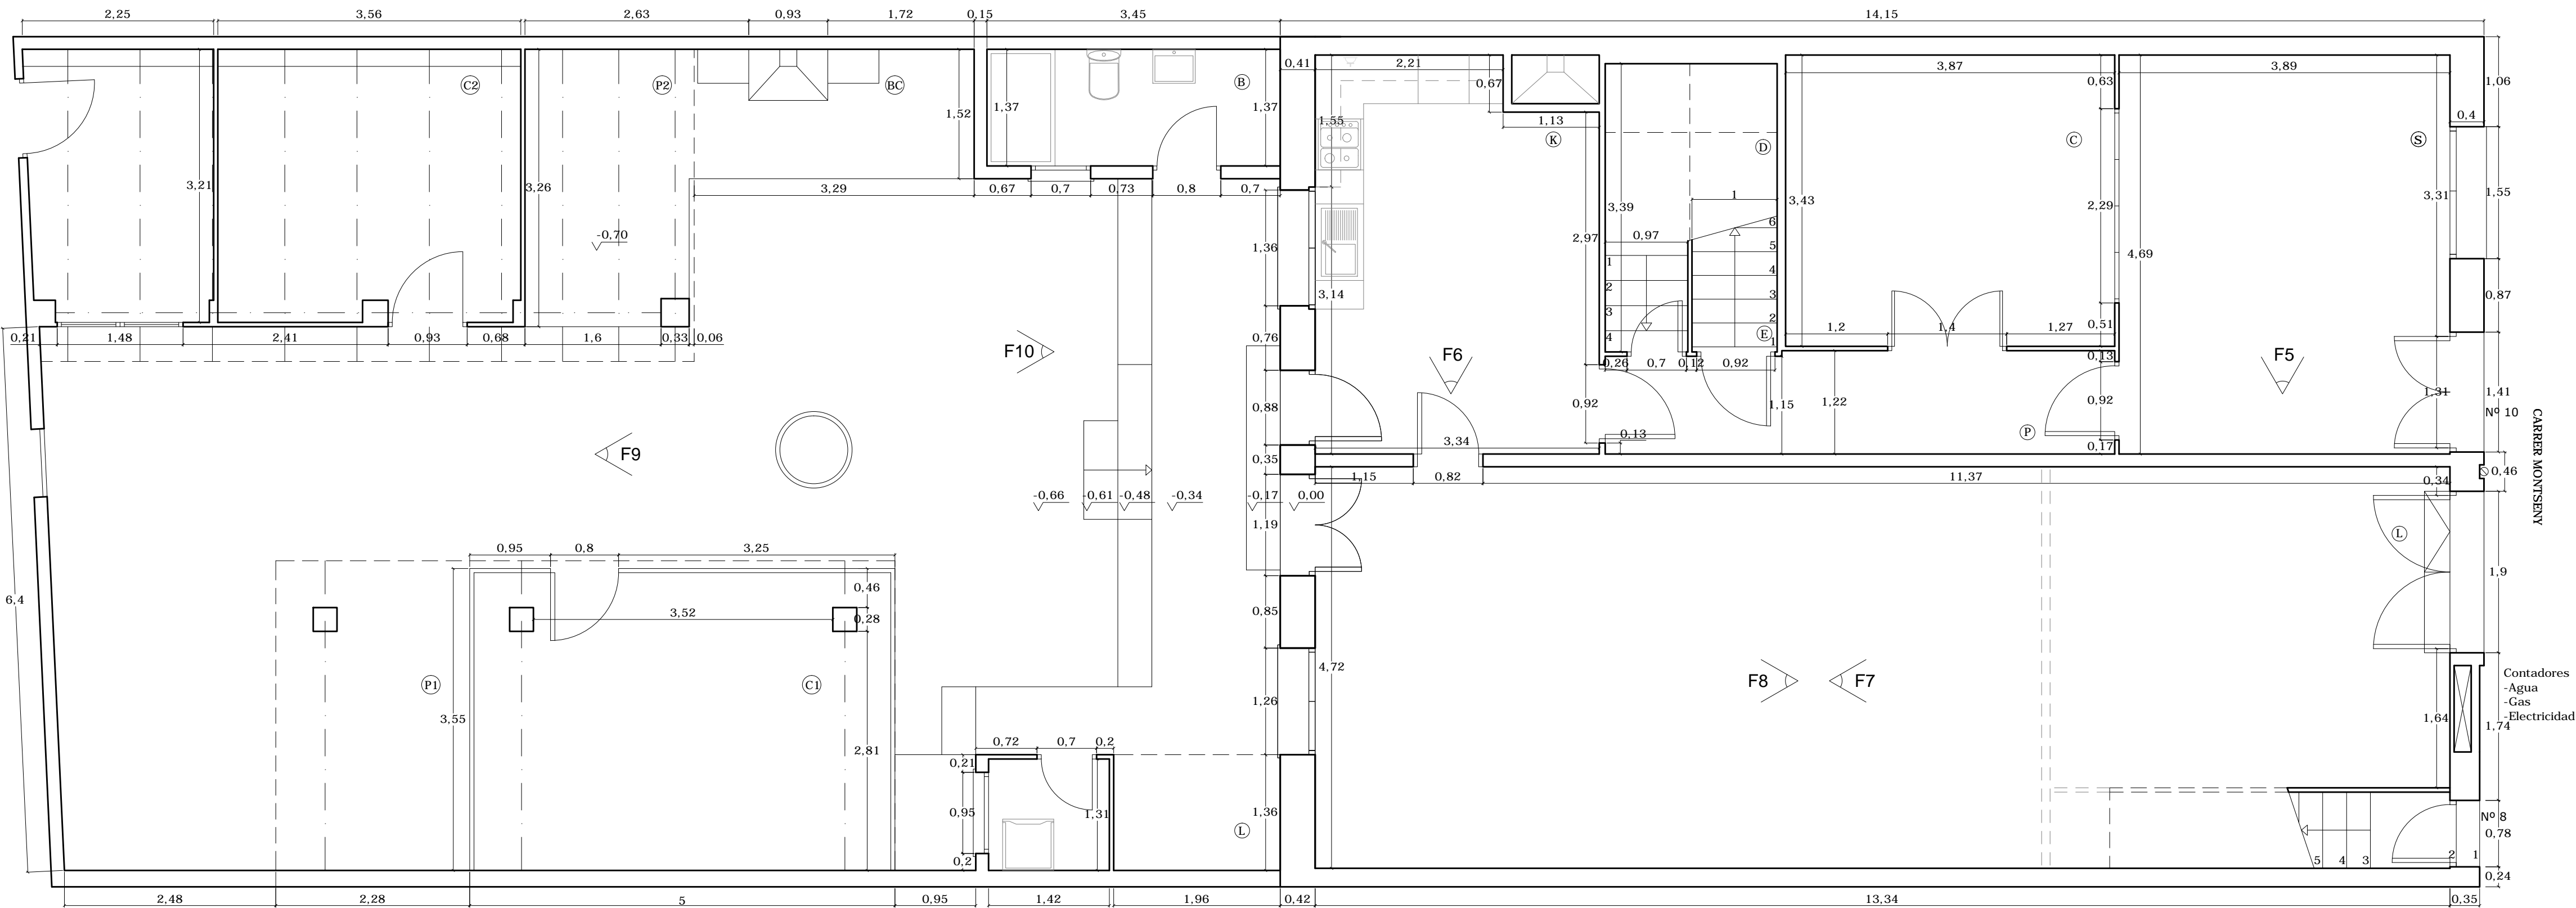 2,25 3,56 2,63 0,93 1,72 0,15 3,45 14,15
0,41 2,21 3,87 3,89
C2 P2 BC B 0,67 0,63 1,06
1,37 1,37 1,52 1,55 1,13 0,4
K D C S
3,21 3,26 3,29 0,67 0,7 0,73 0,8 0,7 1 3,43 2,29 3,31 1,55
3,39
-0,70 1,36 2,97 0,97 6 5 4 3 2 1 4,69
1 2 3 4
3,14 E 0,87
0,21 1,48 2,41 0,93 0,68 1,6 0,33 0,06 0,76 1,2 1,4 1,27 0,51
F10 F6 F5
0,26 0,7 0,12 0,92 0,13
0,88 0,92 1,15 1,22 0,92 1,31 1,41
Nº 10
CARRER MONTSENY
F9 0,35 3,34 0,13 P 0,17
1,15 0,82 11,37 0,34 0,46
-0,66 -0,61 -0,48 -0,34 -0,17 0,00
1,19 L
0,95 0,8 3,25
1,9
6,4 0,46
3,52 0,28 0,85
P1 C1 4,72 F8 F7
Contadores
-Agua
-Gas
-Electricidad
3,55 1,26 1,64 1,74
2,81 0,72 0,7 0,2
0,21
0,95 1,31 1,36
L Nº 8
0,78
0,2 5 4 3 2 1
0,24
2,48 2,28 5 0,95 1,42 1,96 0,42 13,34 0,35